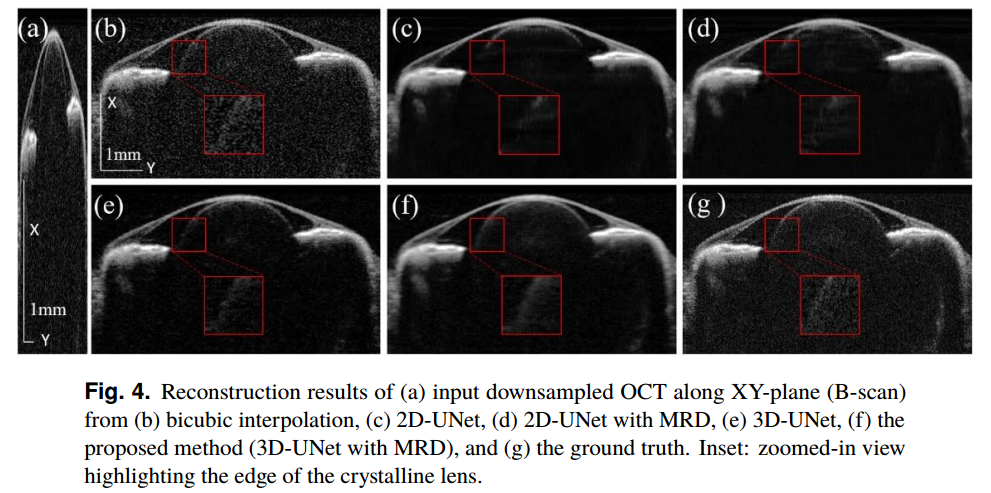 (a) (b) (c) (d)
X
1mm
Y
(e) (f) (g )
X
1mm
Y
Fig. 4. Reconstruction results of (a) input downsampled OCT along XY-plane (B-scan)
from (b) bicubic interpolation, (c) 2D-UNet, (d) 2D-UNet with MRD, (e) 3D-UNet, (f) the
proposed method (3D-UNet with MRD), and (g) the ground truth. Inset: zoomed-in view
highlighting the edge of the crystalline lens.